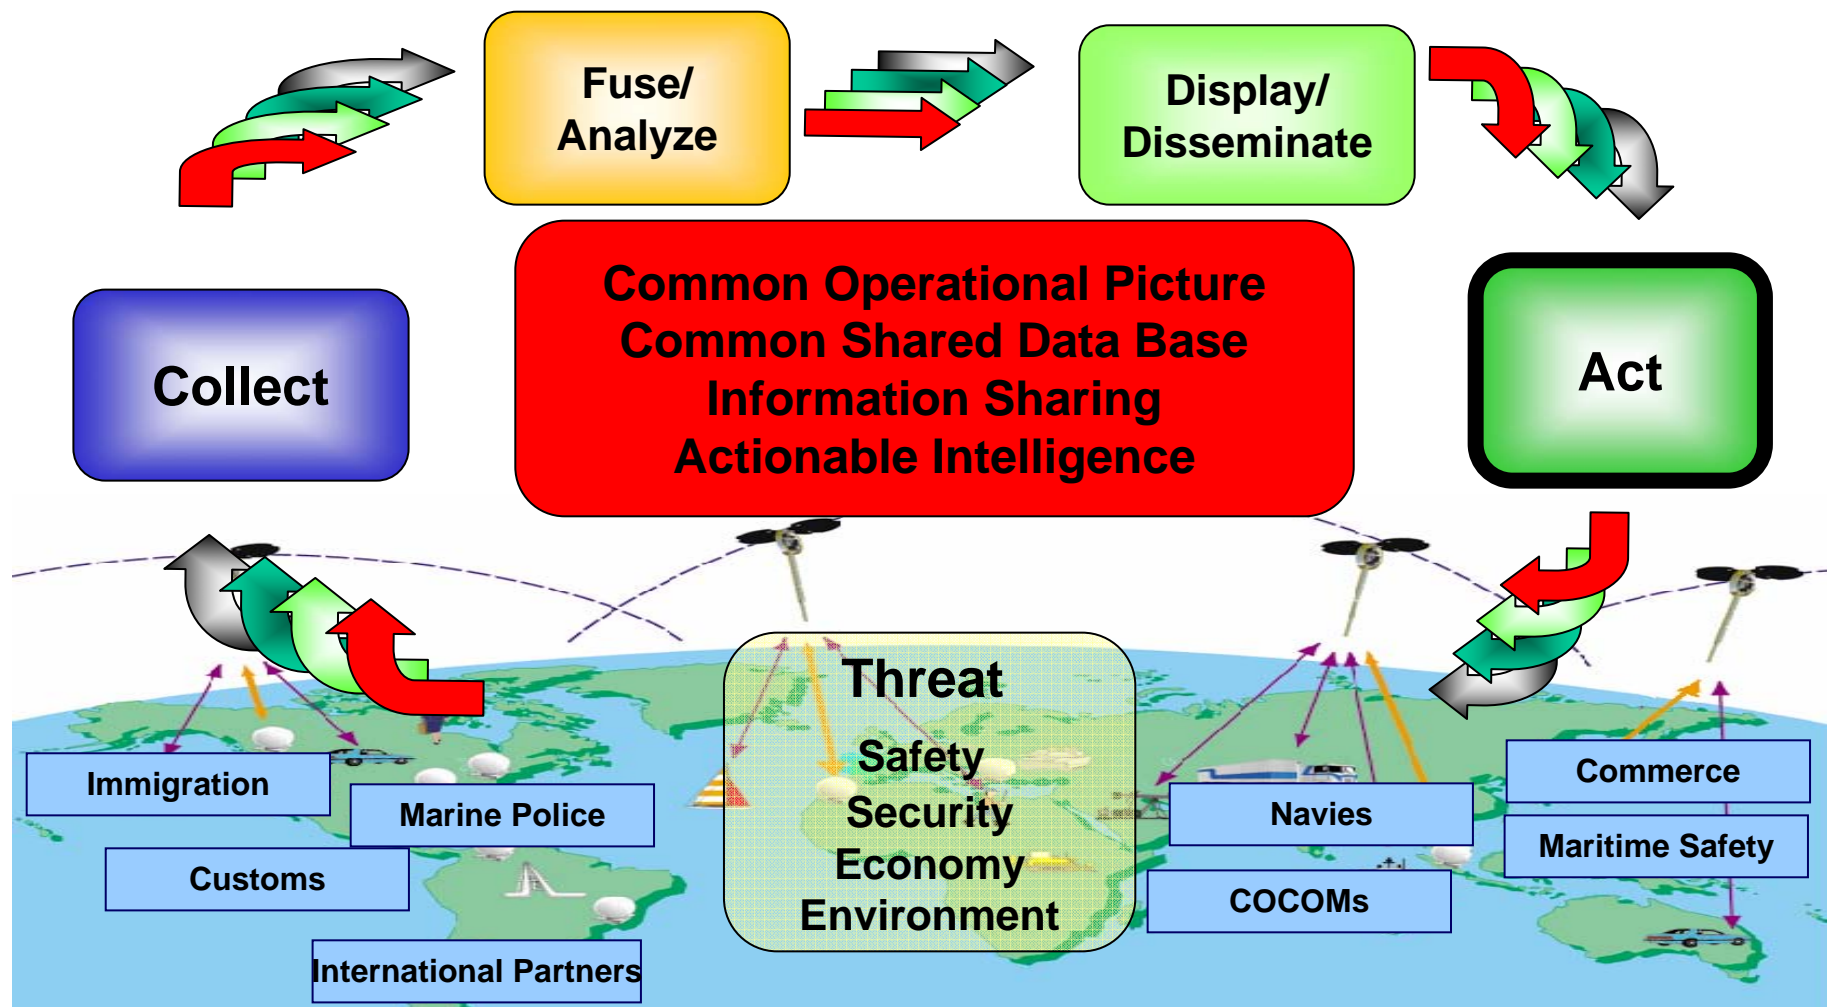 Fuse/
Analyze
Display/
Disseminate
Common Operational Picture
Common Shared Data Base
Information Sharing
Actionable Intelligence
Collect
Act
Threat
Safety
Security
Economy
Environment
Immigration
Marine Police
Customs
International Partners
Navies
COCOMs
Commerce
Maritime Safety